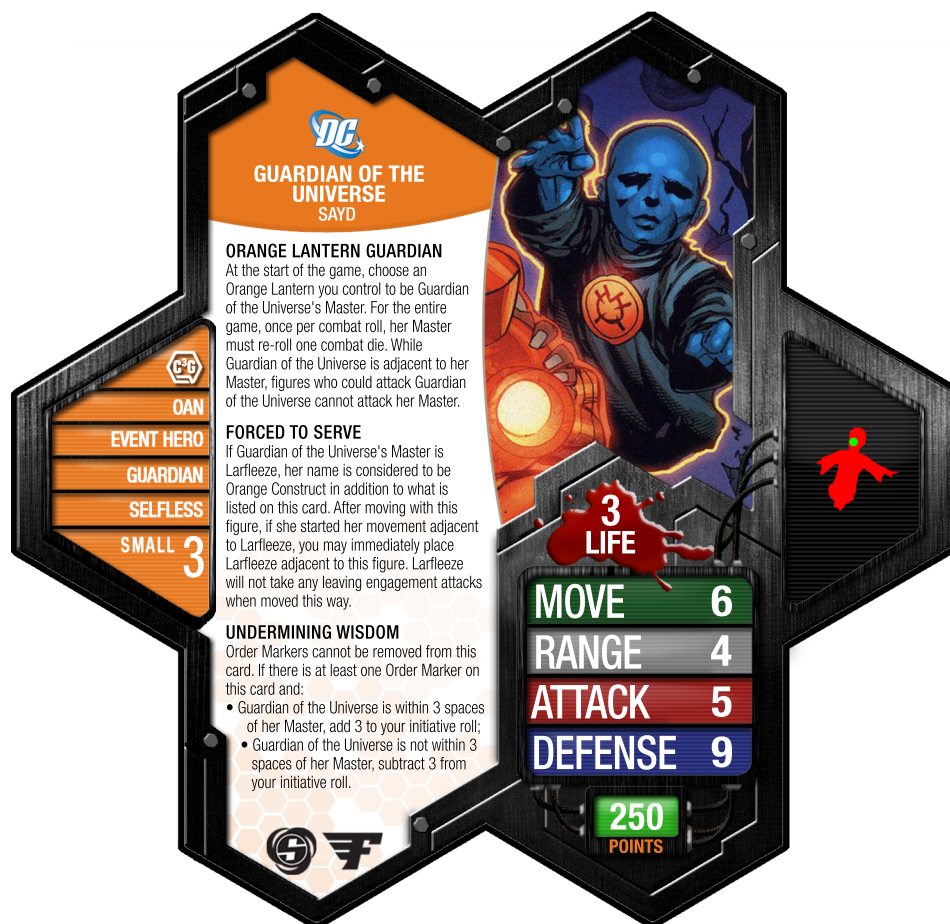 DC
GUARDIAN OF THE
UNIVERSE
SAYD
ORANGE LANTERN GUARDIAN
At the start of the game, choose an
Orange Lantern you control to be Guardian
of the Universe's Master. For the entire
game, once per combat roll, her Master
must re-roll one combat die. While
Guardian of the Universe is adjacent to her
Master, figures who could attack Guardian
of the Universe cannot attack her Master.
FORCED TO SERVE
If Guardian of the Universe's Master is
Larfleeze, her name is considered to be
Orange Construct in addition to what is
listed on this card. After moving with this
figure, if she started her movement adjacent
to Larfleeze, you may immediately place
Larfleeze adjacent to this figure. Larfleeze
will not take any leaving engagement attacks
when moved this way.
UNDERMINING WISDOM
Order Markers cannot be removed from this
card. If there is at least one Order Marker on
this card and:
• Guardian of the Universe is within 3 spaces
of her Master, add 3 to your initiative roll;
• Guardian of the Universe is not within 3
spaces of her Master, subtract 3 from
your initiative roll.
S F
C3G
OAN
EVENT HERO
GUARDIAN
SELFLESS
SMALL 3
3
LIFE
MOVE 6
RANGE 4
ATTACK 5
DEFENSE 9
250
POINTS